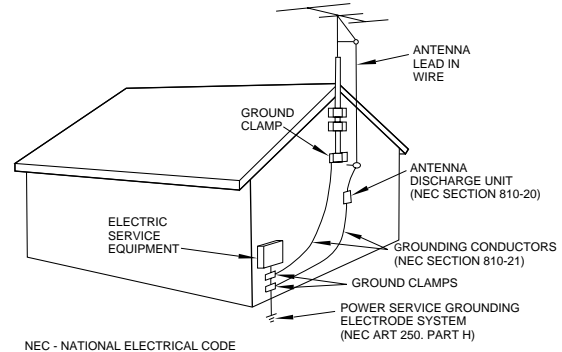 ANTENNA
LEAD IN
WIRE
GROUND
CLAMP
ANTENNA
DISCHARGE UNIT
(NEC SECTION 810-20)
ELECTRIC
SERVICE
EQUIPMENT
GROUNDING CONDUCTORS
(NEC SECTION 810-21)
GROUND CLAMPS
POWER SERVICE GROUNDING
ELECTRODE SYSTEM
(NEC ART 250. PART H)
NEC - NATIONAL ELECTRICAL CODE